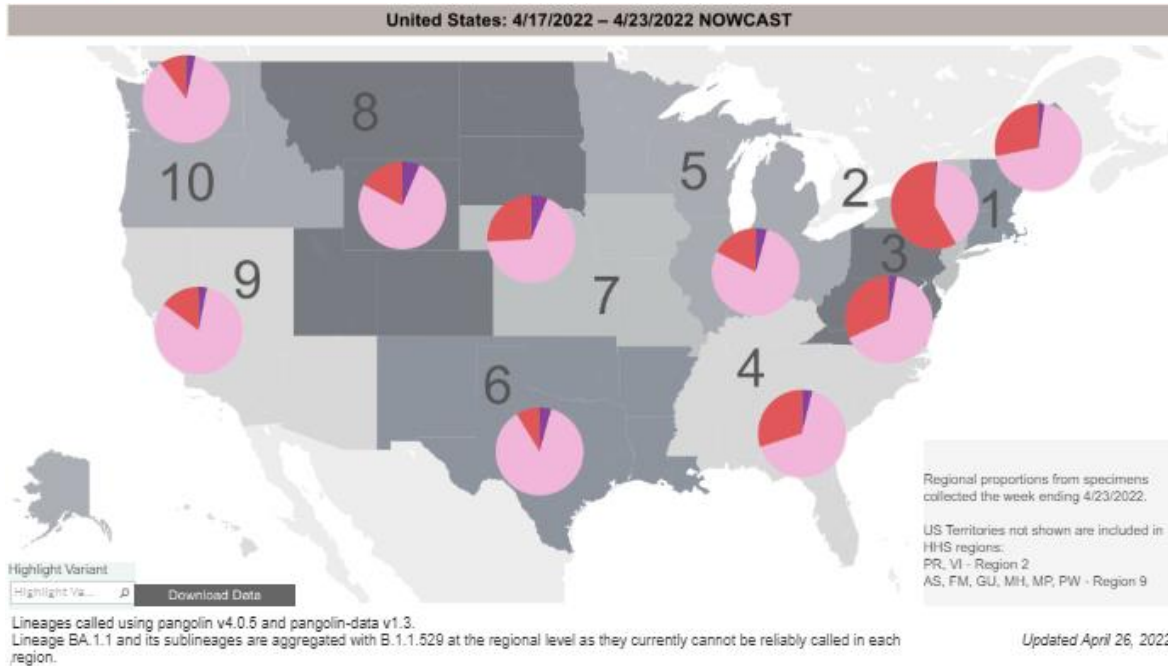 United States: 4/17/2022 – 4/23/2022 NOWCAST
8
10
5
2
1
3
9
7
6
4
Regional proportions from specimens
collected the week ending 4/23/2022.
US Territories not shown are included in
HHS regions:
PR, VI - Region 2
AS, FM, GU, MH, MP, PW - Region 9
Highlight Variant
Highlight Va...
Download Data
Lineages called using pangolin v4.0.5 and pangolin-data v1.3.
Lineage BA.1.1 and its sublineages are aggregated with B.1.1.529 at the regional level as they currently cannot be reliably called in each
region.
Updated April 26, 2022